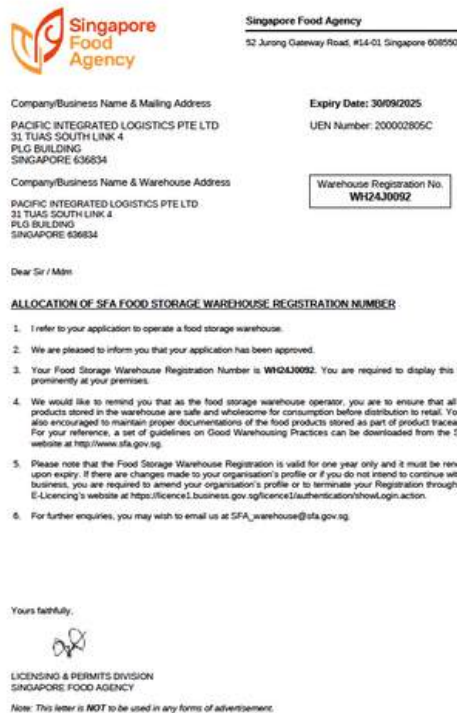 Singapore
Food
Agency
Singapore Food Agency
52 Jurong Gateway Road, #14-01 Singapore 608550
Company/Business Name & Mailing Address
PACIFIC INTEGRATED LOGISTICS PTE LTD
31 TUAS SOUTH LINK 4
PLG BUILDING
SINGAPORE 636834
Expiry Date: 30/09/2025
UEN Number: 200002805C
Company/Business Name & Warehouse Address
PACIFIC INTEGRATED LOGISTICS PTE LTD
31 TUAS SOUTH LINK 4
PLG BUILDING
SINGAPORE 636834
Warehouse Registration No.
WH24J0092
Dear Sir / Mdm
ALLOCATION OF SFA FOOD STORAGE WAREHOUSE REGISTRATION NUMBER
1. I refer to your application to operate a food storage warehouse.
2. We are pleased to inform you that your application has been approved.
3. Your Food Storage Warehouse Registration Number is WH24J0092. You are required to display this
prominently at your premises.
4. We would like to remind you that as the food storage warehouse operator, you are to ensure that all
products stored in the warehouse are safe and wholesome for consumption before distribution to retail. Yo
also encouraged to maintain proper documentations of the food products stored as part of product tracea
For your reference, a set of guidelines on Good Warehousing Practices can be downloaded from the S
website at http://www.sfa.gov.sg.
5. Please note that the Food Storage Warehouse Registration is valid for one year only and it must be ren
upon expiry. If there are changes made to your organisation's profile or if you do not intend to continue wit
business, you are required to amend your organisation's profile or to terminate your Registration through
E-Licencing's website at https://licence1.business.gov.sg/licence1/authentication/showLogin.action.
6. For further enquiries, you may wish to email us at SFA_warehouse@sfa.gov.sg.
Yours faithfully,
LICENSING & PERMITS DIVISION
SINGAPORE FOOD AGENCY
Note: This letter is NOT to be used in any forms of advertisement.